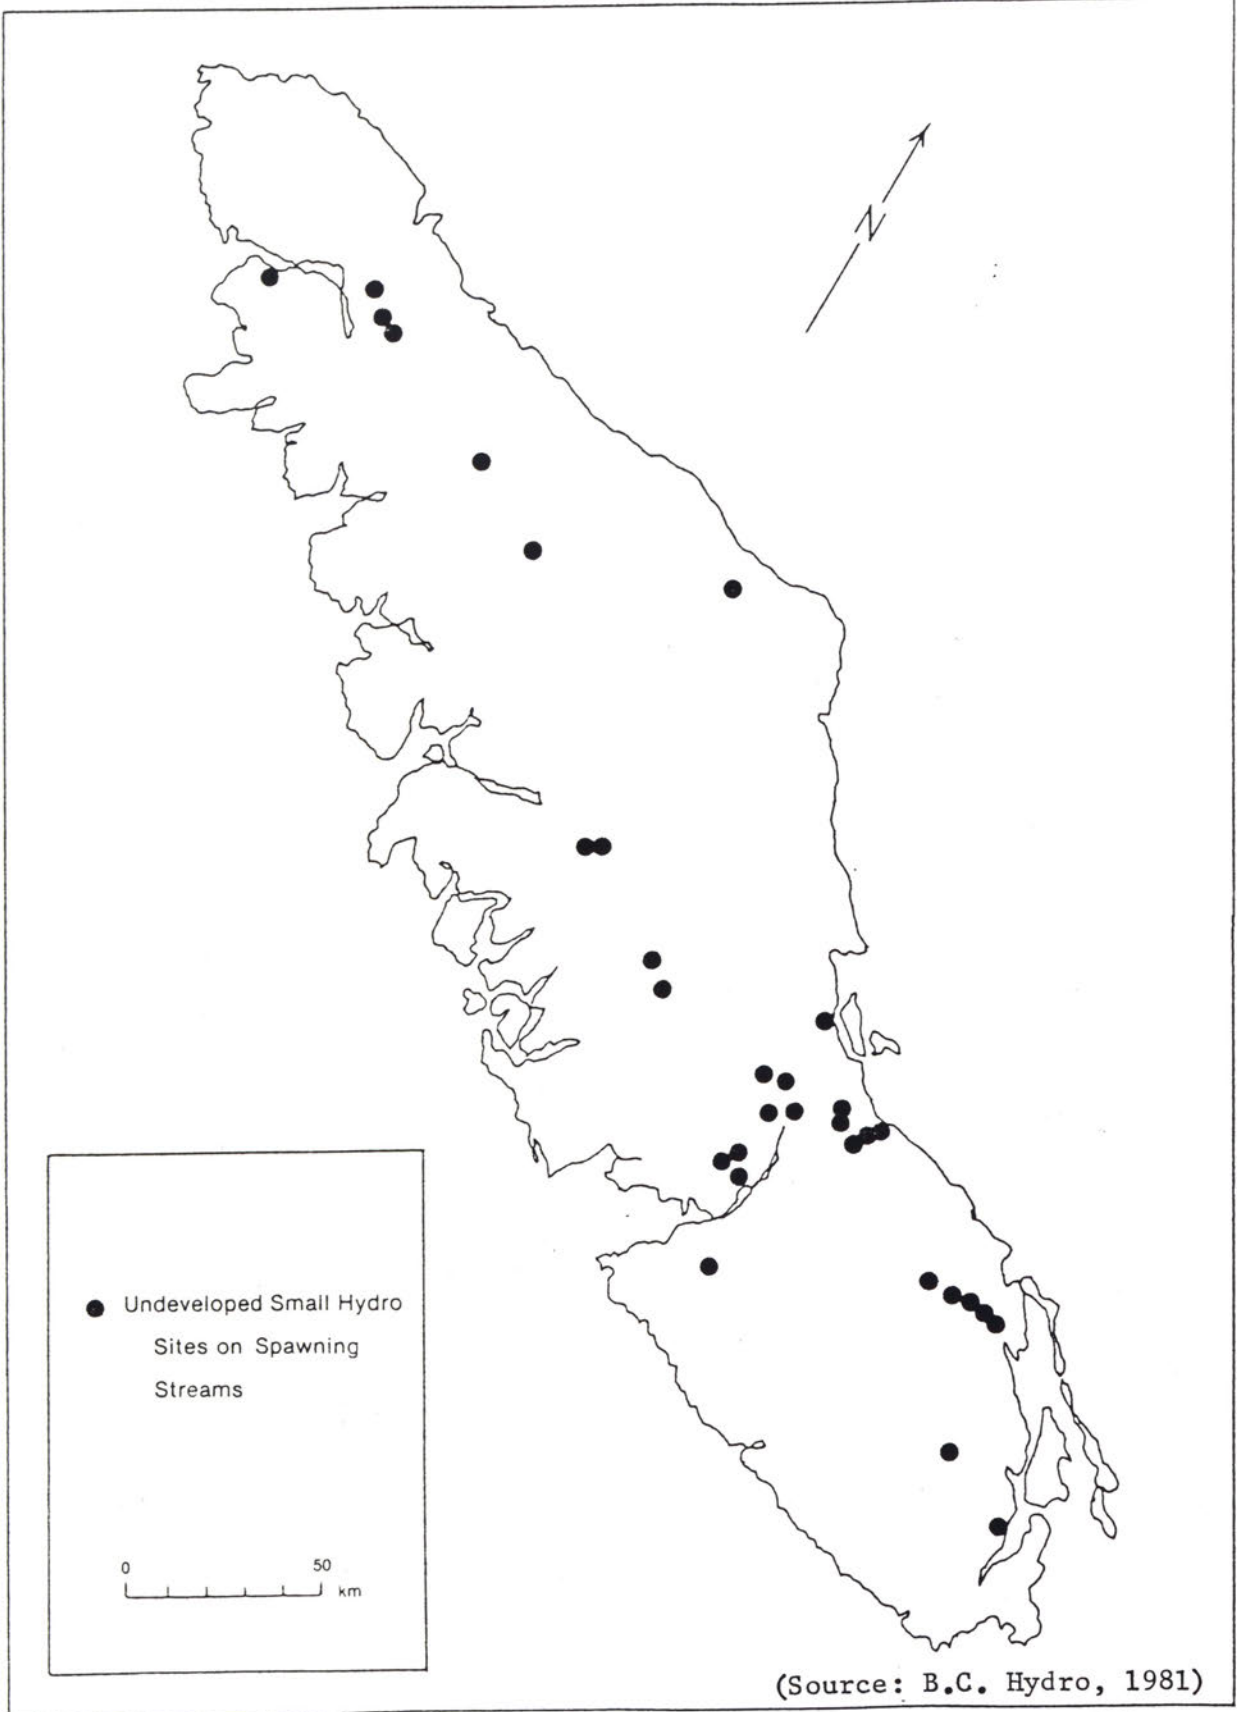 N
Undeveloped Small Hydro
Sites on Spawning
Streams
0 50
km
(Source: B.C. Hydro, 1981)